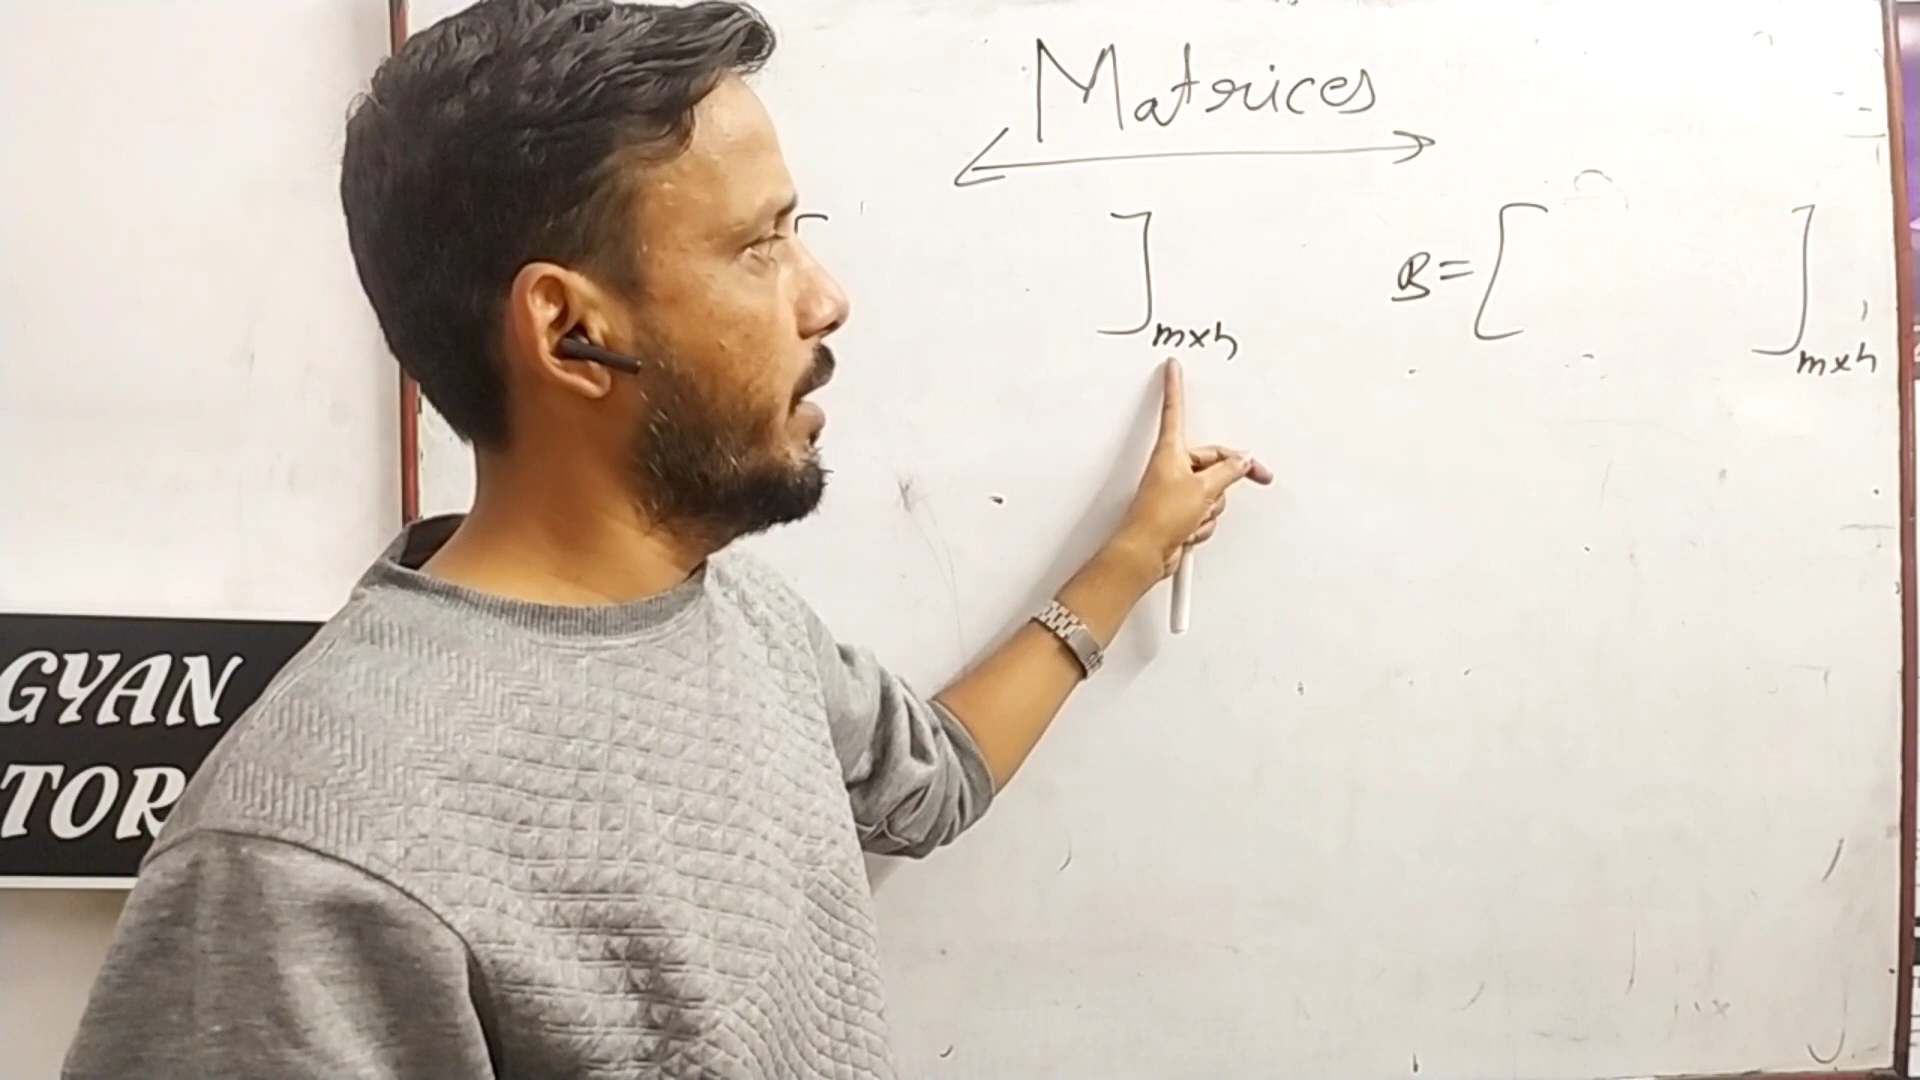 Matrices
[ ]m×n B = [ ]m×n
GYAN
TOR